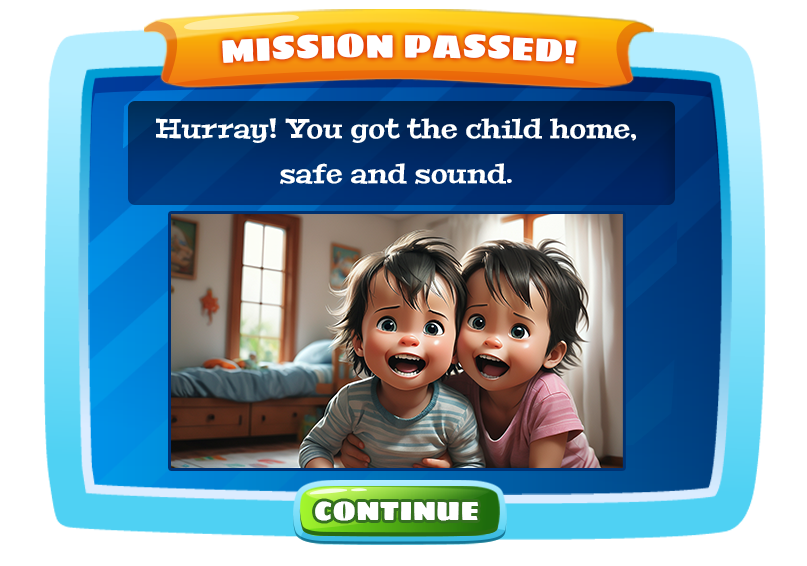 MISSION PASSED!
Hurray! You got the child home,
safe and sound.
CONTINUE